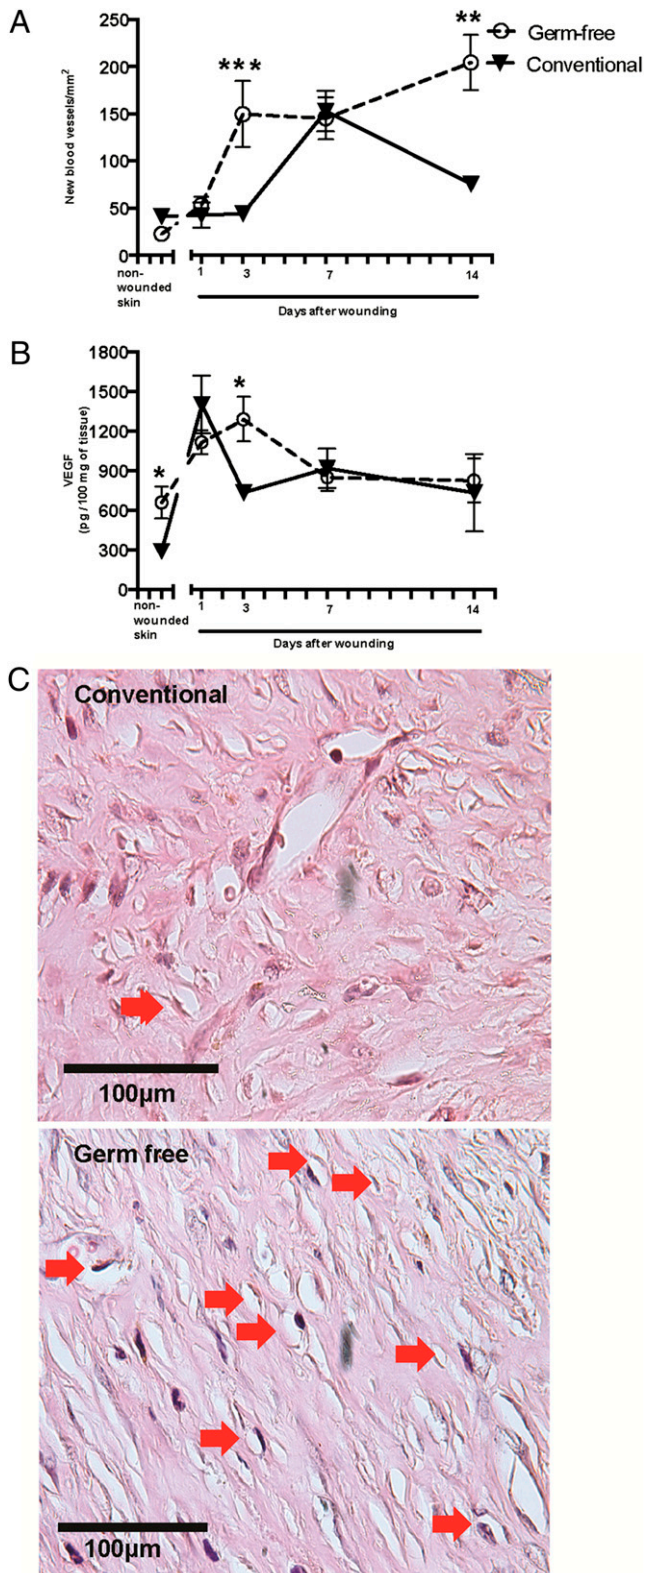 A
New blood vessels/mm²
250
200
150
100
50
0
***
**
Germ-free
Conventional
non-
wounded
skin
1
3
7
14
Days after wounding
B
VEGF
(pg / 100 mg of tissue)
1800
1500
1200
900
600
300
0
*
*
non-
wounded
skin
1
3
7
14
Days after wounding
C
Conventional
100µm
Germ free
100µm